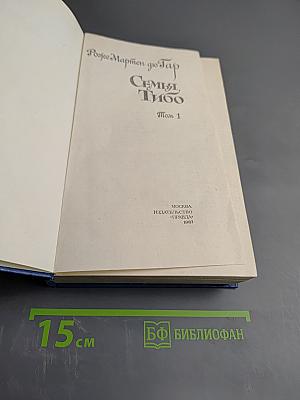 Роже Мартен дю Гар
Семья
Тибо
Том 1
МОСКВА
ИЗДАТЕЛЬСТВО
«ПРАВДА»
15 см
БФ БИБЛИОФАН